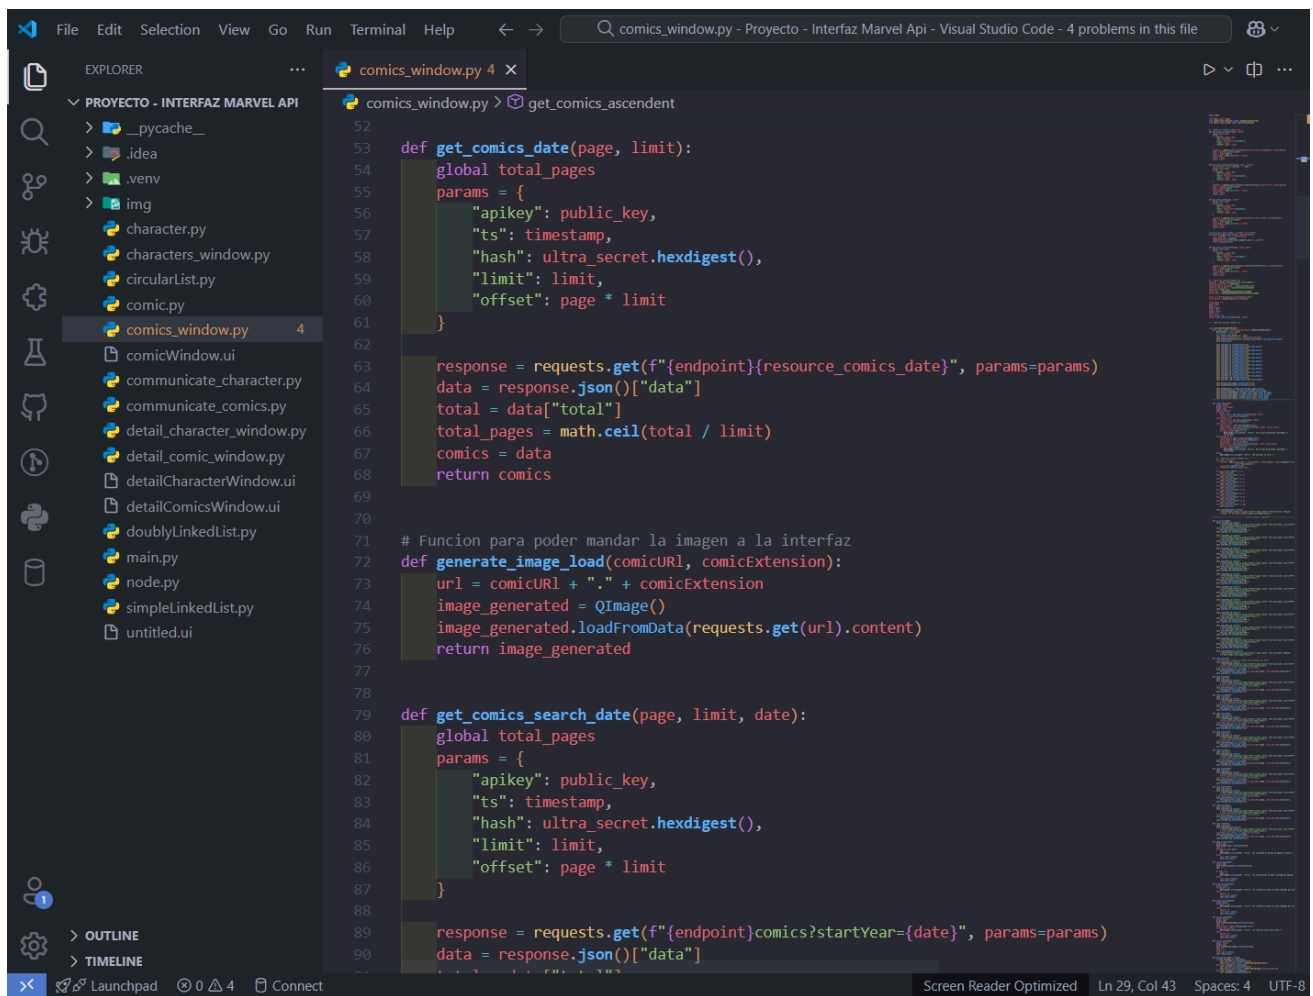 File Edit Selection View Go Run Terminal Help
comics_window.py - Proyecto - Interfaz Marvel Api - Visual Studio Code - 4 problems in this file
EXPLORER
PROYECTO - INTERFAZ MARVEL API
__pycache__
.idea
.venv
img
character.py
characters_window.py
circularList.py
comic.py
comics_window.py 4
comicWindow.ui
communicate_character.py
communicate_comics.py
detail_character_window.py
detail_comic_window.py
detailCharacterWindow.ui
detailComicsWindow.ui
doublyLinkedList.py
main.py
node.py
simpleLinkedList.py
untitled.ui
OUTLINE
TIMELINE
1
comics_window.py 4
comics_window.py > get_comics_ascendent
52
53 def get_comics_date(page, limit):
54 global total_pages
55 params = {
56 "apikey": public_key,
57 "ts": timestamp,
58 "hash": ultra_secret.hexdigest(),
59 "limit": limit,
60 "offset": page * limit
61 }
62
63 response = requests.get(f"{endpoint}{resource_comics_date}", params=params)
64 data = response.json()["data"]
65 total = data["total"]
66 total_pages = math.ceil(total / limit)
67 comics = data
68 return comics
69
70
71 # Funcion para poder mandar la imagen a la interfaz
72 def generate_image_load(comicURl, comicExtension):
73 url = comicURl + "." + comicExtension
74 image_generated = QImage()
75 image_generated.loadFromData(requests.get(url).content)
76 return image_generated
77
78
79 def get_comics_search_date(page, limit, date):
80 global total_pages
81 params = {
82 "apikey": public_key,
83 "ts": timestamp,
84 "hash": ultra_secret.hexdigest(),
85 "limit": limit,
86 "offset": page * limit
87 }
88
89 response = requests.get(f"{endpoint}comics?startYear={date}", params=params)
90 data = response.json()["data"]
Launchpad 0 4 Connect
Screen Reader Optimized Ln 29, Col 43 Spaces: 4 UTF-8